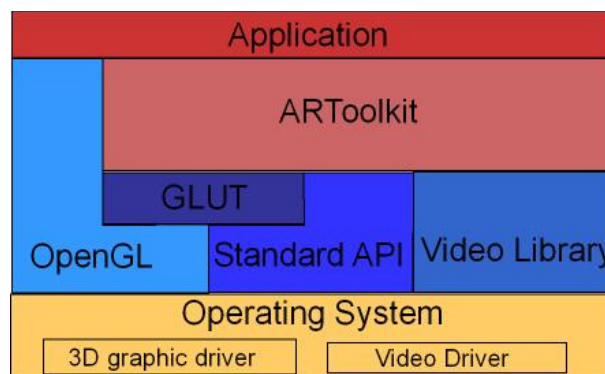 Application
ARToolkit
GLUT
OpenGL
Standard API
Video Library
Operating System
3D graphic driver
Video Driver